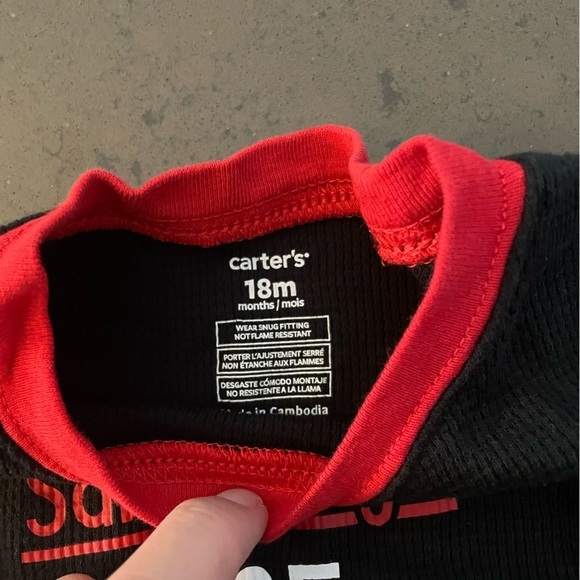 carter's
18m
months / mois
WEAR SNUG FITTING
NOT FLAME RESISTANT
PORTER L'AJUSTEMENT SERRÉ
NON ÉTANCHE AUX FLAMMES
DESGASTE CÓMODO MONTAJE
NO RESISTENTE A LA LLAMA
Made in Cambodia